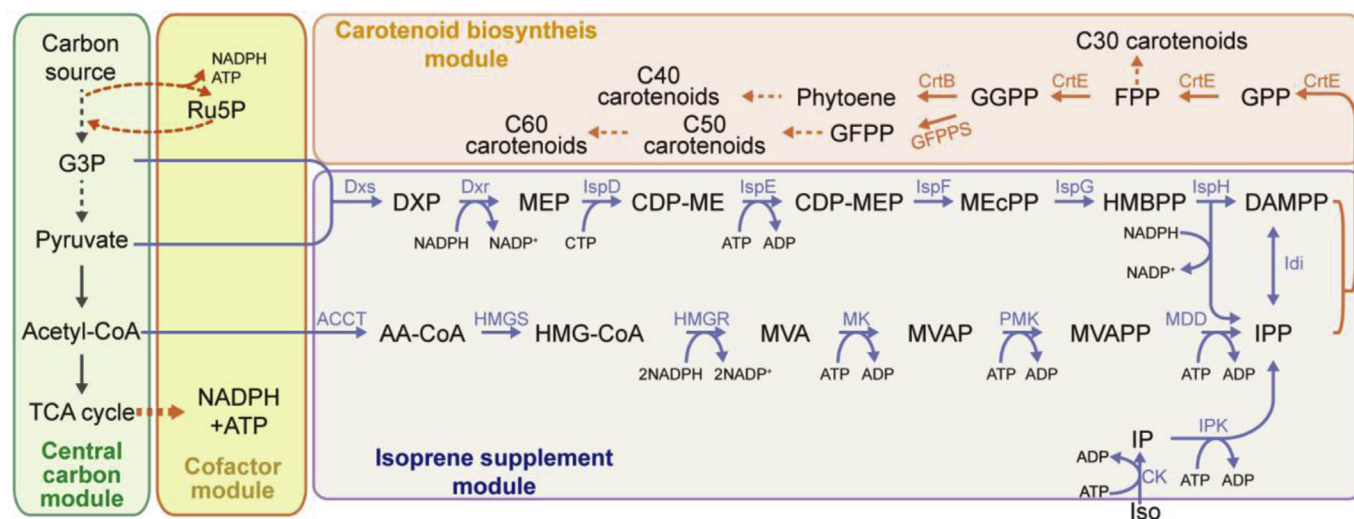 Carbon
source
NADPH
ATP
Ru5P
G3P
Pyruvate
Acetyl-CoA
TCA cycle
NADPH
+ATP
Central
carbon
module
Cofactor
module
Carotenoid biosyntheis
module
C30 carotenoids
C40
carotenoids
Phytoene
CrtB
GGPP
CrtE
FPP
CrtE
GPP
CrtE
C60
carotenoids
C50
carotenoids
GFPP
GFPPS
Dxs
DXP
Dxr
MEP
IspD
CDP-ME
IspE
CDP-MEP
IspF
MEcPP
IspG
HMBPP
IspH
DAMPP
NADPH
NADP+
CTP
ATP
ADP
NADPH
NADP+
Idi
ACCT
AA-CoA
HMGS
HMG-CoA
HMGR
MVA
MK
MVAP
PMK
MVAPP
MDD
IPP
2NADPH
2NADP+
ATP
ADP
ATP
ADP
ATP
ADP
IP
IPK
ADP
ATP
CK
ATP
ADP
Iso
Isoprene supplement
module